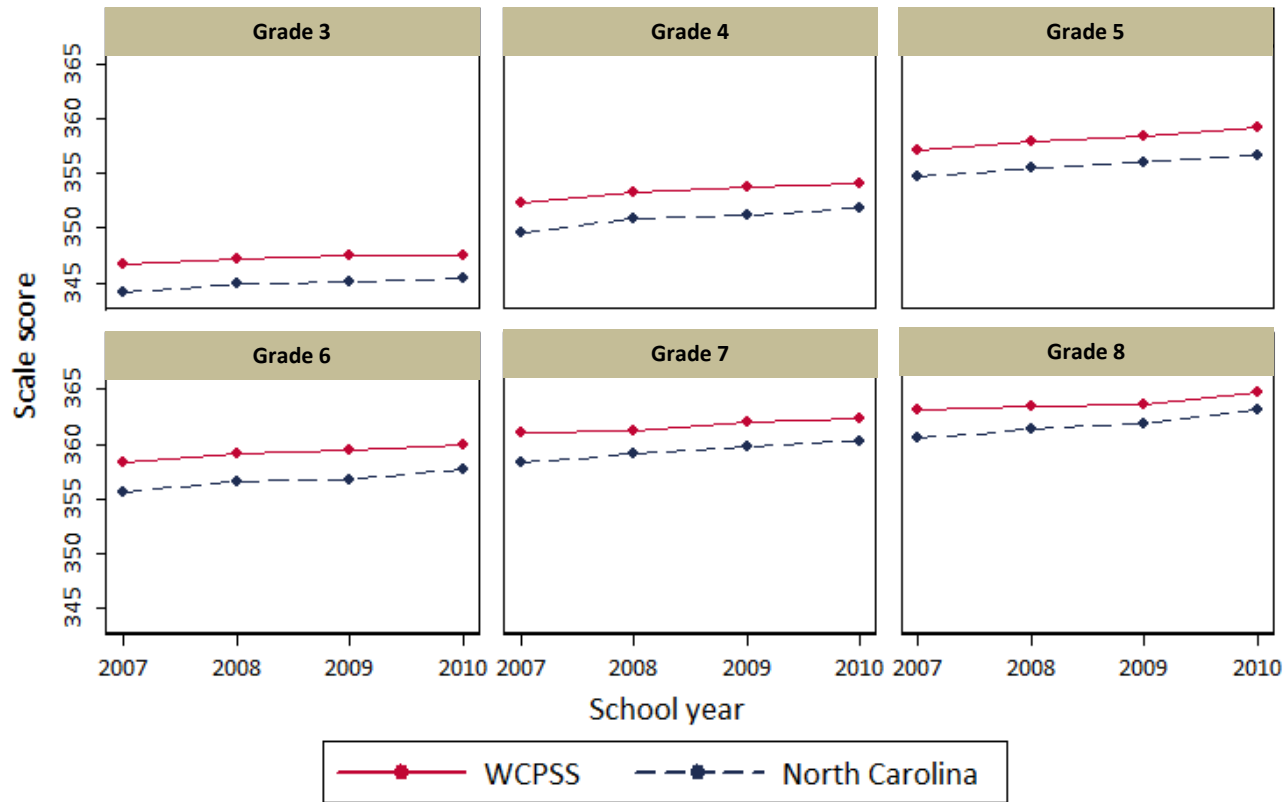 Grade 3
Grade 4
Grade 5
365
360
355
350
345
Grade 6
Grade 7
Grade 8
365
360
355
350
345
Scale score
2007 2008 2009 2010
2007 2008 2009 2010
2007 2008 2009 2010
School year
WCPSS
North Carolina